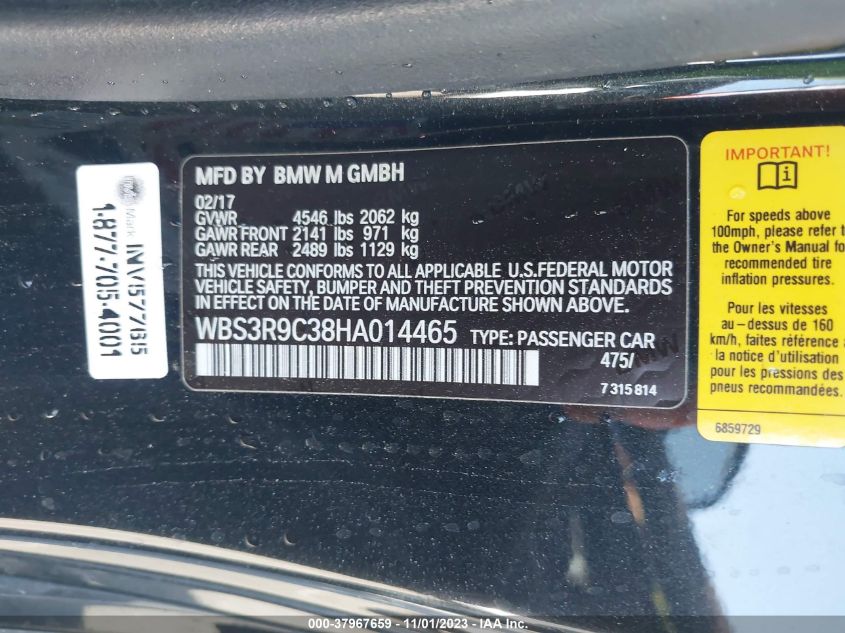 MFD BY BMW M GMBH
02/17
GVWR 4546 lbs 2062 kg
GAWR FRONT 2141 lbs 971 kg
GAWR REAR 2489 lbs 1129 kg
THIS VEHICLE CONFORMS TO ALL APPLICABLE U.S.FEDERAL MOTOR
VEHICLE SAFETY, BUMPER AND THEFT PREVENTION STANDARDS
IN EFFECT ON THE DATE OF MANUFACTURE SHOWN ABOVE.
WBS3R9C38HA014465 TYPE: PASSENGER CAR
475/
7 315 814
INV57765
1-877-705-4001
IMPORTANT!
For speeds above
100mph, please refer
the Owner's Manual
recommended tire
inflation pressures.
Pour les vitesses
au-dessus de 160
km/h, faites référence
la notice d'utilisation
pour les pressions des
pneus recommandées.
6859729
COPART: 37967659 - 11/01/2023 - IAA Inc.